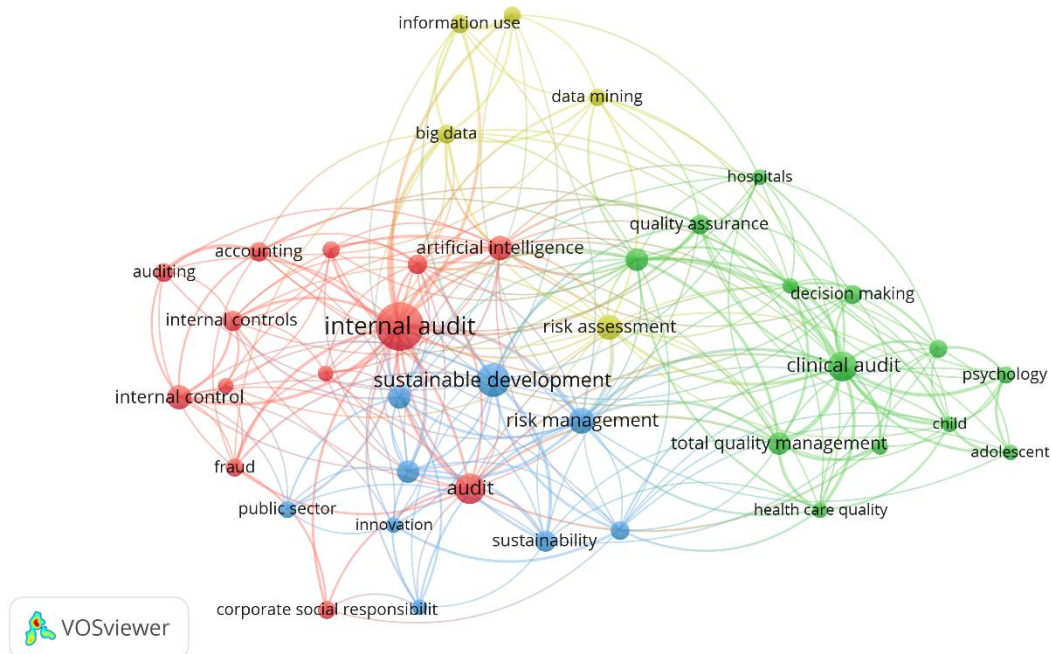 information use
data mining
big data
hospitals
quality assurance
artificial intelligence
accounting
auditing
decision making
internal controls
internal audit
risk assessment
clinical audit
psychology
sustainable development
internal control
risk management
child
total quality management
adolescent
fraud
audit
public sector
health care quality
innovation
sustainability
corporate social responsibilit
VOSviewer